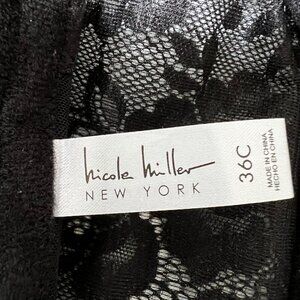 nicole miller
NEW YORK
36C
MADE IN CHINA
HECHO EN CHINA